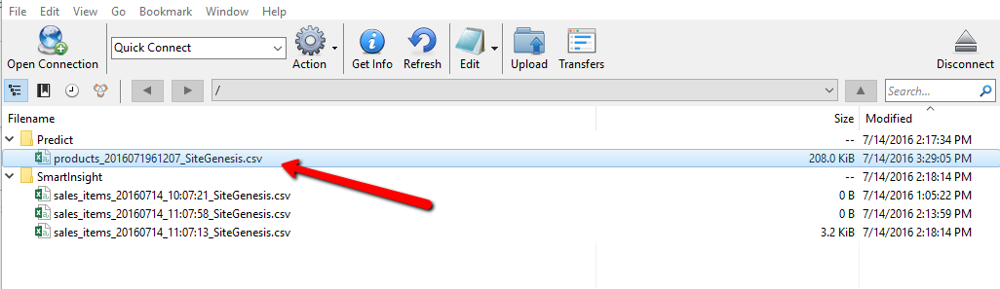 File Edit View Go Bookmark Window Help
Open Connection Quick Connect Action Get Info Refresh Edit Upload Transfers Disconnect
/ Search...
Filename Size Modified
Predict -- 7/14/2016 2:17:34 PM
products_2016071961207_SiteGenesis.csv 208.0 KiB 7/14/2016 3:29:05 PM
SmartInsight -- 7/14/2016 2:18:14 PM
sales_items_20160714_10:07:21_SiteGenesis.csv 0 B 7/14/2016 1:05:22 PM
sales_items_20160714_11:07:58_SiteGenesis.csv 0 B 7/14/2016 2:13:59 PM
sales_items_20160714_11:07:13_SiteGenesis.csv 3.2 KiB 7/14/2016 2:18:14 PM